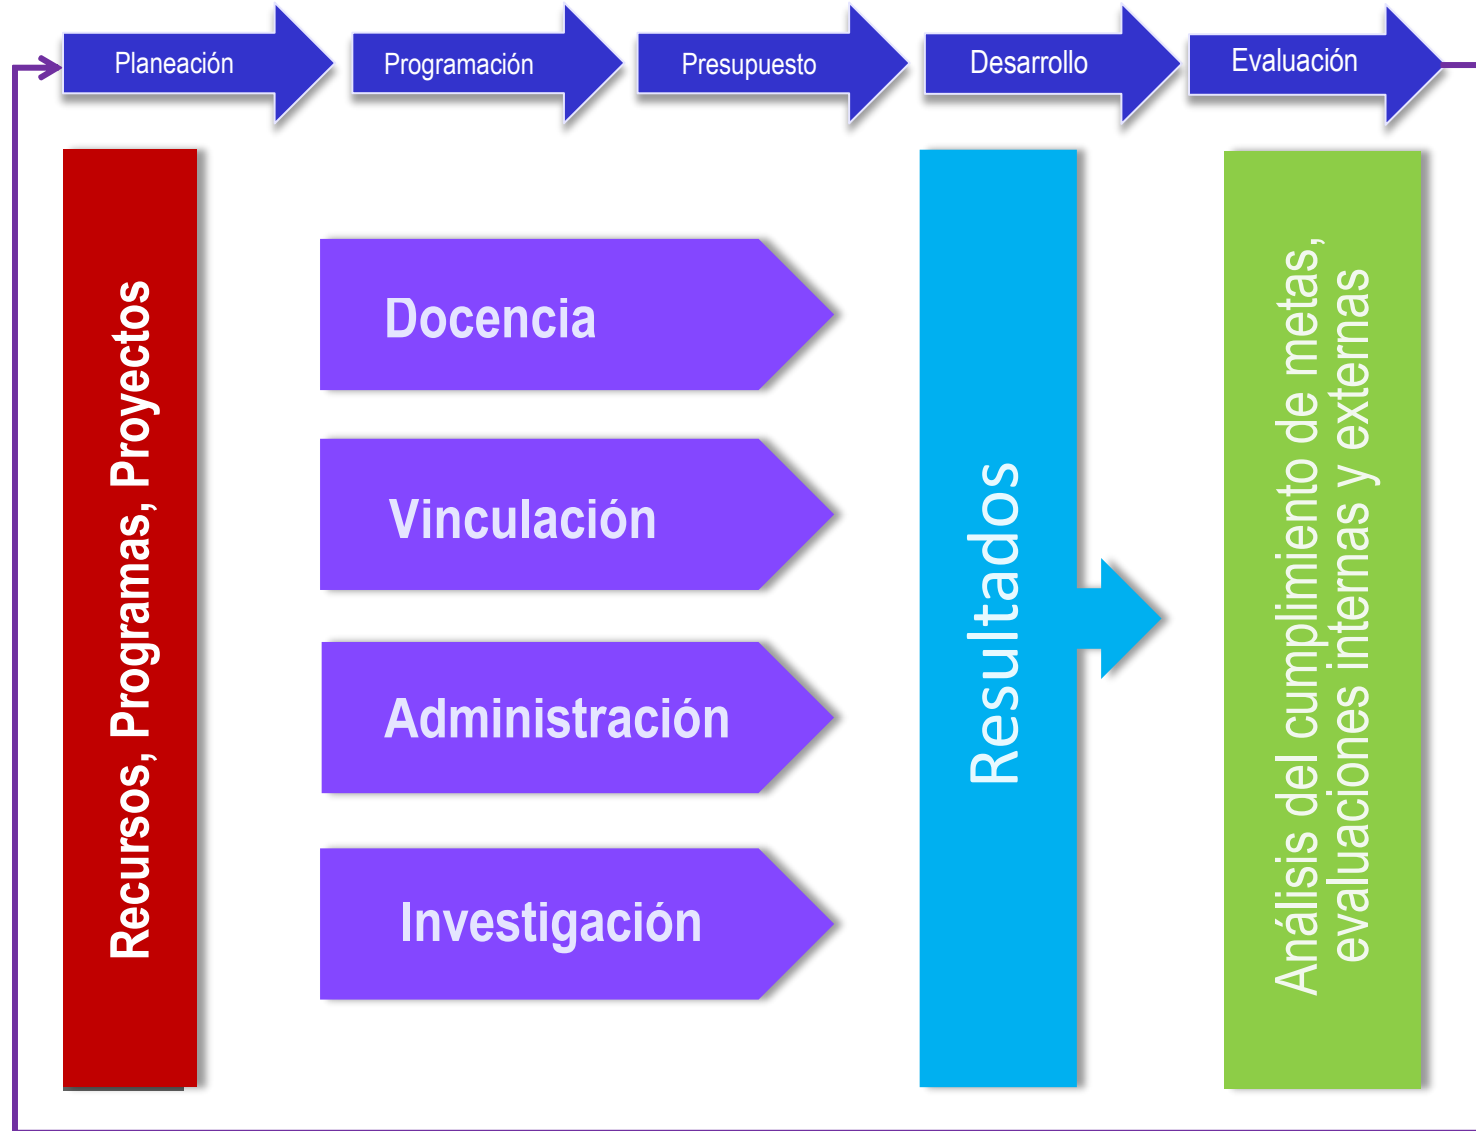 Planeación
Programación
Presupuesto
Desarrollo
Evaluación
Recursos, Programas, Proyectos
Docencia
Vinculación
Administración
Investigación
Resultados
Análisis del cumplimiento de metas,
evaluaciones internas y externas